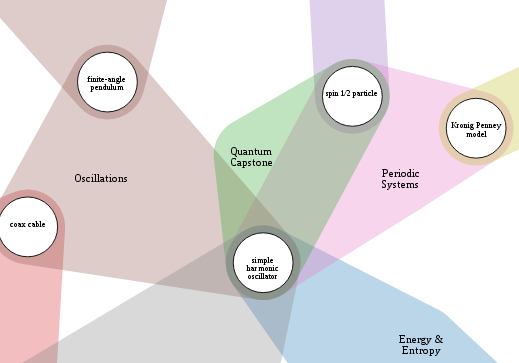 finite-angle
pendulum
spin 1/2 particle
Kronig Penney
model
Quantum
Capstone
Oscillations
Periodic
Systems
coax cable
simple
harmonic
oscillator
Energy &
Entropy